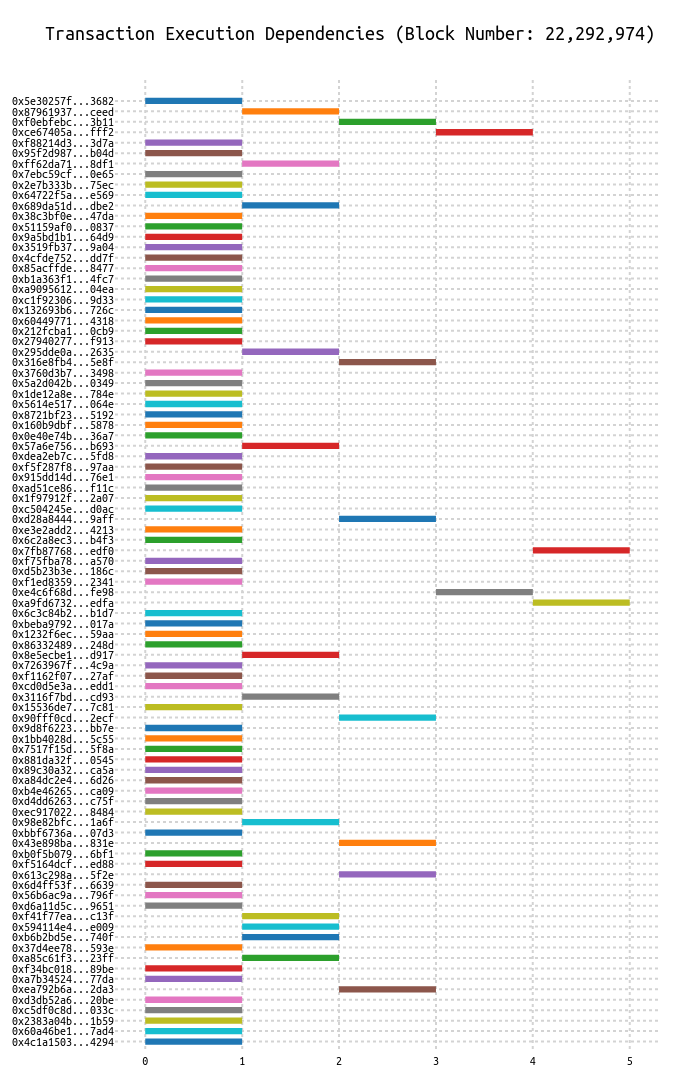 Transaction Execution Dependencies (Block Number: 22,292,974)
0x5e30257f...3682
0x87961937...ceed
0xf0ebfebc...3b11
0xce67405a...fff2
0xf88214d3...3d7a
0x95f2d987...b04d
0xff62da71...8df1
0x7ebc59cf...0e65
0x2e7b333b...75ec
0x64722f5a...e569
0x689da51d...dbe2
0x38c3bf0e...47da
0x51159af0...0837
0x9a5bd1b1...64d9
0x3519fb37...9a04
0x4cfde752...dd7f
0x85acffde...8477
0xb1a363f1...4fc7
0xa9095612...04ea
0xc1f92306...9d33
0x132693b6...726c
0x60449771...4318
0x212fcba1...0cb9
0x27940277...f913
0x295dde0a...2635
0x316e8fb4...5e8f
0x3760d3b7...3498
0x5a2d042b...0349
0x1de12a8e...784e
0x5614e517...064e
0x8721bf23...5192
0x160b9dbf...5878
0x0e40e74b...36a7
0x57a6e756...b693
0xdea2eb7c...5fd8
0xf5f287f8...97aa
0x915dd14d...76e1
0xad51ce86...f11c
0x1f97912f...2a07
0xc504245e...d0ac
0xd28a8444...9aff
0xe3e2add2...4213
0x6c2a8ec3...b4f3
0x7fb87768...edf0
0xf75fba78...a570
0xd5b23b3e...186c
0xf1ed8359...2341
0xe4c6f68d...fe98
0xa9fd6732...edfa
0x6c3c84b2...b1d7
0xbeba9792...017a
0x1232f6ec...59aa
0x86332489...248d
0x8e5ecbe1...d917
0x7263967f...4c9a
0xf1162f07...27af
0xcd0d5e3a...edd1
0x3116f7bd...cd93
0x15536de7...7c81
0x90fff0cd...2ecf
0x9d8f6223...bb7e
0x1bb4028d...5c55
0x7517f15d...5f8a
0x881da32f...0545
0x89c30a32...ca5a
0xa84dc2e4...6d26
0xb4e46265...ca09
0xd4dd6263...c75f
0xec917022...8484
0x98e82bfc...1a6f
0xbbf6736a...07d3
0x43e898ba...831e
0xb0f5b079...6bf1
0xf5164dcf...ed88
0x613c298a...5f2e
0x6d4ff53f...6639
0x56b6ac9a...796f
0xd6a11d5c...9651
0xf41f77ea...c13f
0x594114e4...e009
0xb6b2bd5e...740f
0x37d4ee78...593e
0xa85c61f3...23ff
0xf34bc018...89be
0xa7b34524...77da
0xea792b6a...2da3
0xd3db52a6...20be
0xc5df0c8d...033c
0x2383a04b...1b59
0x60a46be1...7ad4
0x4c1a1503...4294
0 1 2 3 4 5